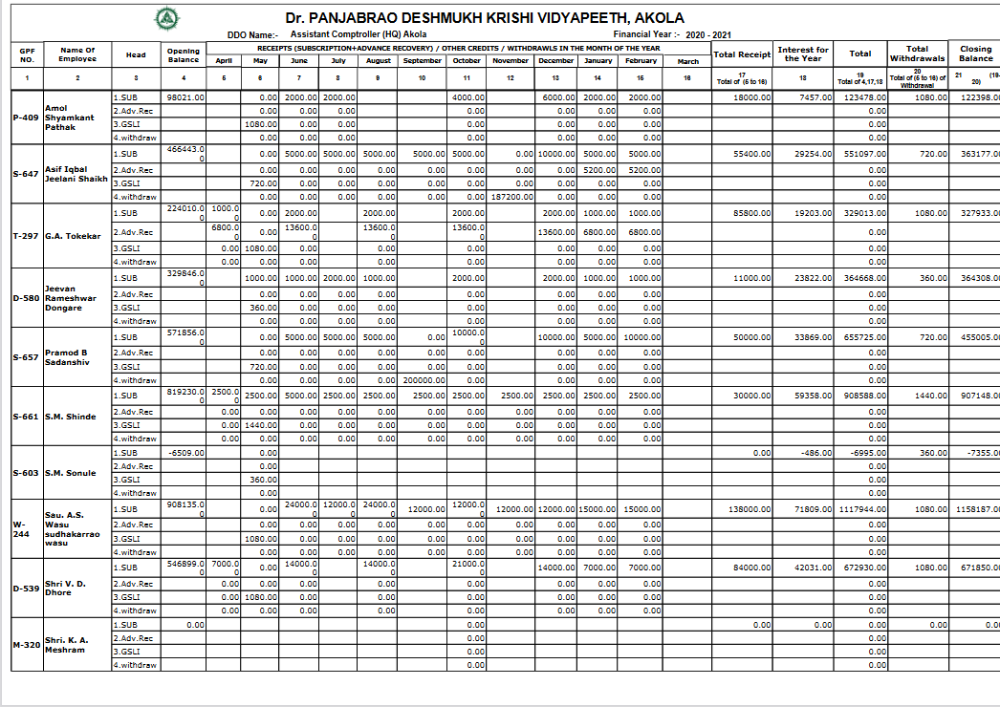 Dr. PANJABRAO DESHMUKH KRISHI VIDYAPEETH, AKOLA
DDO Name:- Assistant Comptroller (HQ) Akola Financial Year :- 2020 - 2021
GPF NO. Name Of Employee Head Opening Balance RECEIPTS (SUBSCRIPTION+ADVANCE RECOVERY) / OTHER CREDITS / WITHDRAWLS IN THE MONTH OF THE YEAR Total Receipt Interest for the Year Total Total Withdrawals Closing Balance
April May June July August September October November December January February March
1 2 3 4 5 6 7 8 9 10 11 12 13 14 15 16 17 Total of (5 to 16) 18 19 Total of 4,17,18 20 Total of (5 to 16) of Withdrawal 21 (19-20)
P-409 Amol Shyamkant Pathak
1.SUB 98021.00 0.00 2000.00 2000.00 4000.00 6000.00 2000.00 2000.00 18000.00 7457.00 123478.00 1080.00 122398.0
2.Adv.Rec 0.00 0.00 0.00 0.00 0.00 0.00 0.00 0.00
3.GSLI 1080.00 0.00 0.00 0.00 0.00 0.00 0.00 0.00
4.withdraw 0.00 0.00 0.00 0.00 0.00 0.00 0.00 0.00
S-647 Asif Iqbal Jeelani Shaikh
1.SUB 466443.00 0.00 5000.00 5000.00 5000.00 5000.00 5000.00 0.00 10000.00 5000.00 5000.00 55400.00 29254.00 551097.00 720.00 363177.0
2.Adv.Rec 0.00 0.00 0.00 0.00 0.00 0.00 0.00 0.00 5200.00 5200.00 0.00
3.GSLI 720.00 0.00 0.00 0.00 0.00 0.00 0.00 0.00 0.00 0.00 0.00
4.withdraw 0.00 0.00 0.00 0.00 0.00 0.00 187200.00 0.00 0.00 0.00 0.00
T-297 G.A. Tokekar
1.SUB 224010.00 1000.00 0.00 2000.00 2000.00 2000.00 2000.00 1000.00 1000.00 85800.00 19203.00 329013.00 1080.00 327933.0
2.Adv.Rec 6800.00 0.00 13600.00 13600.00 13600.00 13600.00 6800.00 6800.00 0.00
3.GSLI 0.00 1080.00 0.00 0.00 0.00 0.00 0.00 0.00 0.00
4.withdraw 0.00 0.00 0.00 0.00 0.00 0.00 0.00 0.00 0.00
D-580 Jeevan Rameshwar Dongare
1.SUB 329846.00 1000.00 1000.00 2000.00 1000.00 2000.00 2000.00 1000.00 1000.00 11000.00 23822.00 364668.00 360.00 364308.0
2.Adv.Rec 0.00 0.00 0.00 0.00 0.00 0.00 0.00 0.00 0.00
3.GSLI 360.00 0.00 0.00 0.00 0.00 0.00 0.00 0.00 0.00
4.withdraw 0.00 0.00 0.00 0.00 0.00 0.00 0.00 0.00 0.00
S-657 Pramod B Sadanshiv
1.SUB 571856.00 0.00 5000.00 5000.00 5000.00 0.00 10000.00 10000.00 5000.00 10000.00 50000.00 33869.00 655725.00 720.00 455005.0
2.Adv.Rec 0.00 0.00 0.00 0.00 0.00 0.00 0.00 0.00 0.00 0.00
3.GSLI 720.00 0.00 0.00 0.00 0.00 0.00 0.00 0.00 0.00 0.00
4.withdraw 0.00 0.00 0.00 0.00 200000.00 0.00 0.00 0.00 0.00 0.00
S-661 S.M. Shinde
1.SUB 819230.00 2500.00 2500.00 5000.00 2500.00 2500.00 2500.00 2500.00 2500.00 2500.00 2500.00 2500.00 30000.00 59358.00 908588.00 1440.00 907148.0
2.Adv.Rec 0.00 0.00 0.00 0.00 0.00 0.00 0.00 0.00 0.00 0.00 0.00 0.00
3.GSLI 0.00 1440.00 0.00 0.00 0.00 0.00 0.00 0.00 0.00 0.00 0.00 0.00
4.withdraw 0.00 0.00 0.00 0.00 0.00 0.00 0.00 0.00 0.00 0.00 0.00 0.00
S-603 S.M. Sonule
1.SUB -6509.00 0.00 0.00 -486.00 -6995.00 360.00 -7355.0
2.Adv.Rec 0.00 0.00
3.GSLI 360.00 0.00
4.withdraw 0.00 0.00
W-244 Sau. A.S. Wasu sudhakarrao wasu
1.SUB 908135.00 0.00 24000.00 12000.00 24000.00 12000.00 12000.00 12000.00 12000.00 15000.00 15000.00 138000.00 71809.00 1117944.00 1080.00 1158187.0
2.Adv.Rec 0.00 0.00 0.00 0.00 0.00 0.00 0.00 0.00 0.00 0.00 0.00
3.GSLI 1080.00 0.00 0.00 0.00 0.00 0.00 0.00 0.00 0.00 0.00 0.00
4.withdraw 0.00 0.00 0.00 0.00 0.00 0.00 0.00 0.00 0.00 0.00 0.00
D-539 Shri V. D. Dhore
1.SUB 546899.00 7000.00 0.00 14000.00 14000.00 21000.00 14000.00 7000.00 7000.00 84000.00 42031.00 672930.00 1080.00 671850.0
2.Adv.Rec 0.00 0.00 0.00 0.00 0.00 0.00 0.00 0.00 0.00
3.GSLI 0.00 1080.00 0.00 0.00 0.00 0.00 0.00 0.00 0.00
4.withdraw 0.00 0.00 0.00 0.00 0.00 0.00 0.00 0.00 0.00
M-320 Shri. K. A. Meshram
1.SUB 0.00 0.00 0.00 0.00 0.00 0.00 0.0
2.Adv.Rec 0.00 0.00
3.GSLI 0.00 0.00
4.withdraw 0.00 0.00